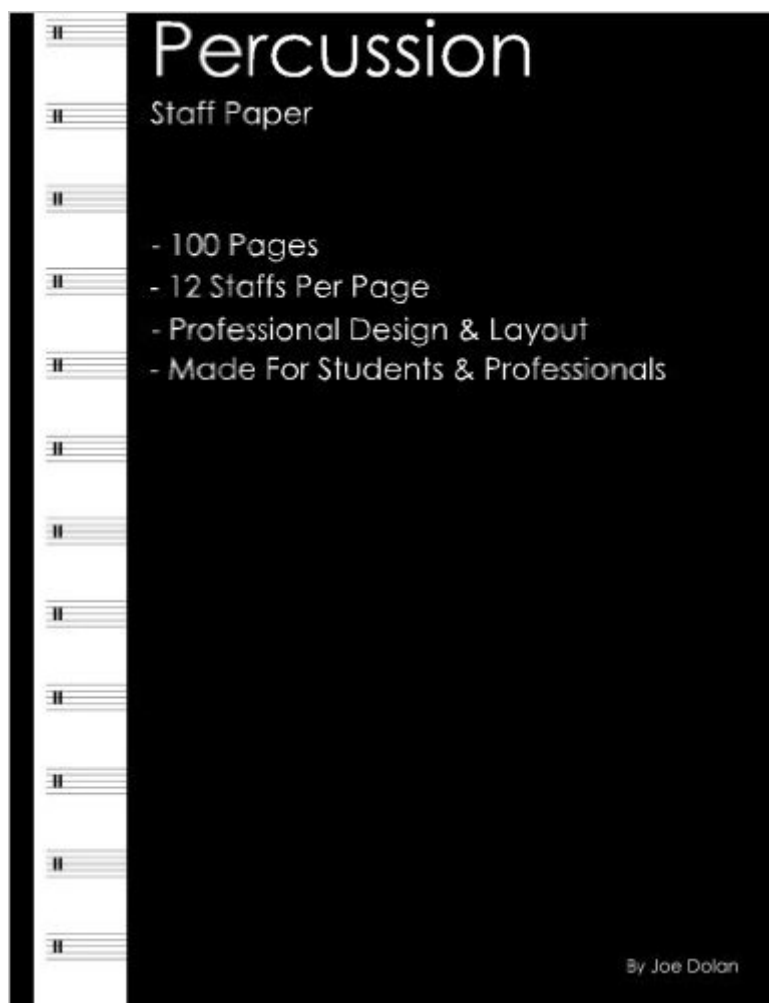 Percussion
Staff Paper
- 100 Pages
- 12 Staffs Per Page
- Professional Design & Layout
- Made For Students & Professionals
By Joe Dolan